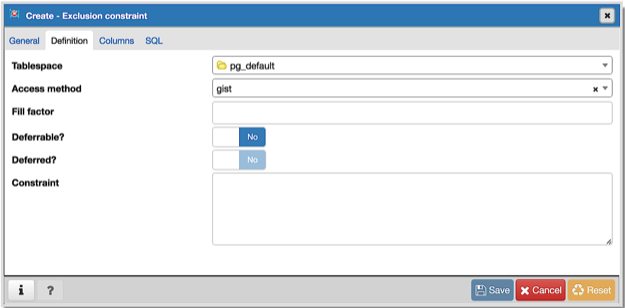 Create - Exclusion constraint
General Definition Columns SQL
Tablespace pg_default
Access method gist
Fill factor
Deferrable? No
Deferred? No
Constraint
i ? Save Cancel Reset